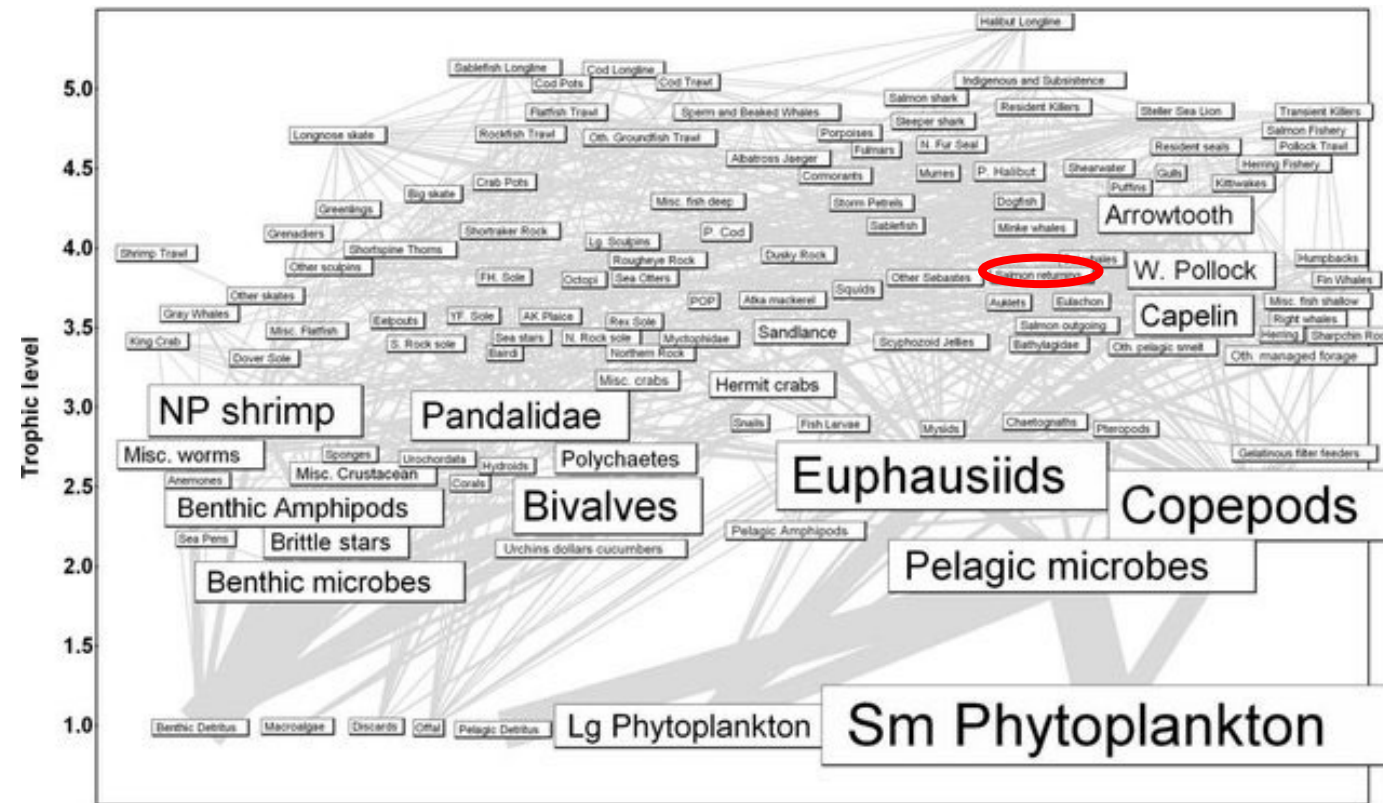 Halibut Longline
Sablefish Longline
Cod Longline
Cod Pots
Cod Trawl
Indigenous and Subsistence
5.0
Salmon shark
Resident Killers
Flatfish Trawl
Sperm and Beaked Whales
Steller Sea Lion
Transient Killers
Sleeper shark
Longnose skate
Rockfish Trawl
Oth. Groundfish Trawl
Porpoises
Salmon Fishery
Fulmars
N. Fur Seal
Resident seals
Pollock Trawl
Albatross Jaeger
4.5
Cormorants
Murres
P. Halibut
Shearwater
Gulls
Herring Fishery
Crab Pots
Puffins
Kittiwakes
Big skate
Greenlings
Misc. fish deep
Storm Petrels
Dogfish
Arrowtooth
Grenadiers
Shortraker Rock
P. Cod
Sablefish
Minke whales
4.0
Shrimp Trawl
Shortspine Thorns
Lg. Sculpins
Dusky Rock
Other sculpins
Rougheye Rock
Humpbacks
FH. Sole
Octopi
Sea Otters
Other Sebastes
Salmon returning
W. Pollock
Fin Whales
Other skates
POP
Atka mackerel
Squids
Auklets
Eulachon
Misc. fish shallow
Gray Whales
Eelpouts
YF. Sole
AK Plaice
Rex Sole
Capelin
Right whales
3.5
Misc. Flatfish
Sandlance
Salmon outgoing
King Crab
S. Rock sole
Sea stars
N. Rock sole
Myctophidae
Scyphozoid Jellies
Bathylagidae
Oth. pelagic smelt
Herring
Sharpchin Roc
Dover Sole
Bairdi
Northern Rock
Oth. managed forage
Misc. crabs
Hermit crabs
3.0
NP shrimp
Pandalidae
Snails
Fish Larvae
Mysids
Chaetognaths
Pteropods
Trophic level
Misc. worms
Sponges
Urochordata
Hydroids
Polychaetes
Gelatinous filter feeders
Anemones
Misc. Crustacean
Corals
Euphausiids
2.5
Benthic Amphipods
Bivalves
Copepods
Sea Pens
Brittle stars
Urchins dollars cucumbers
Pelagic Amphipods
2.0
Benthic microbes
Pelagic microbes
1.5
1.0
Benthic Detritus
Macroalgae
Discards
Offal
Pelagic Detritus
Lg Phytoplankton
Sm Phytoplankton